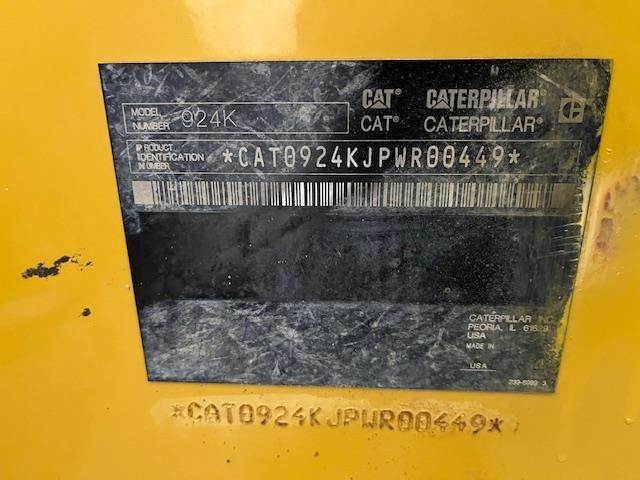 CAT® CATERPILLAR®
MODEL NUMBER 924K
CAT® CATERPILLAR®
PRODUCT IDENTIFICATION NUMBER *CAT0924KJPWR00449*
CATERPILLAR INC.
PEORIA, IL 61629
USA
MADE IN
USA
*CAT0924KJPWR00449*